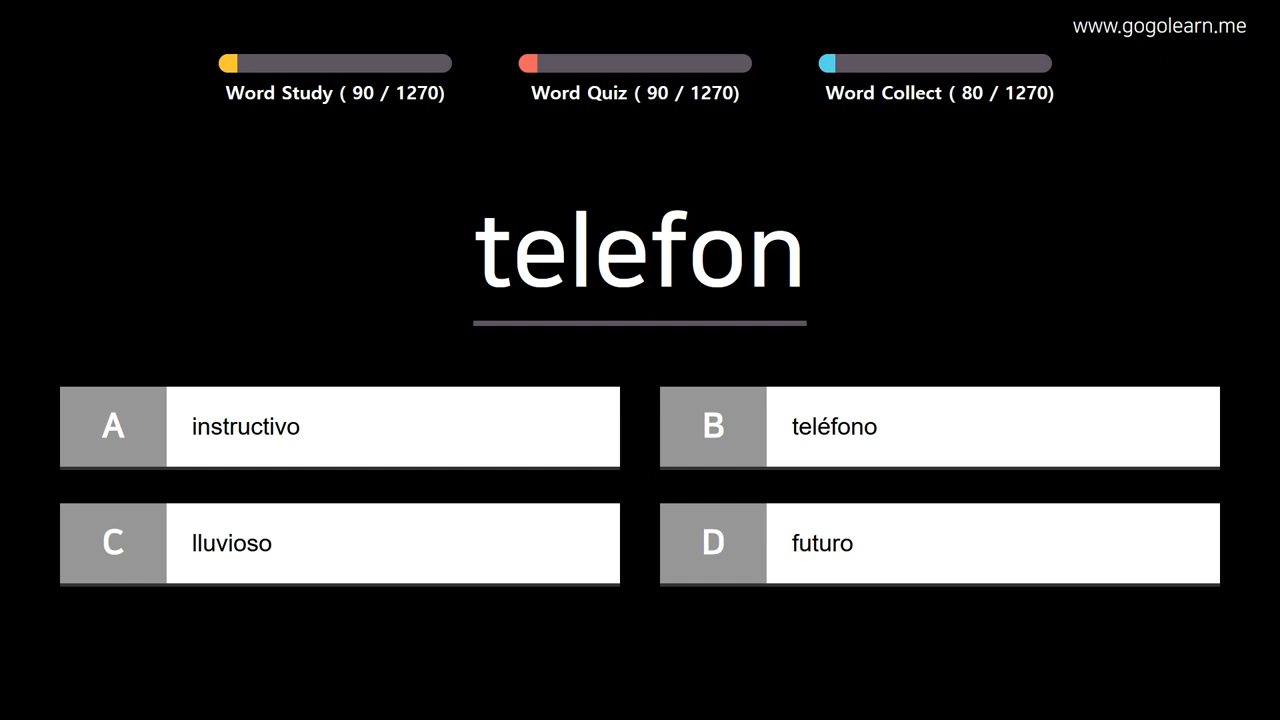 www.gogolearn.me
Word Study ( 90 / 1270)
Word Quiz ( 90 / 1270)
Word Collect ( 80 / 1270)
telefon
A instructivo
B teléfono
C lluvioso
D futuro